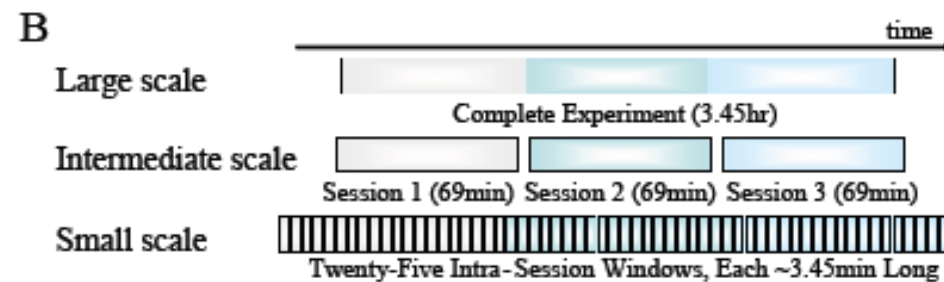 B
time
Large scale
Complete Experiment (3.45hr)
Intermediate scale
Session 1 (69min) Session 2 (69min) Session 3 (69min)
Small scale
Twenty-Five Intra-Session Windows, Each ~3.45min Long